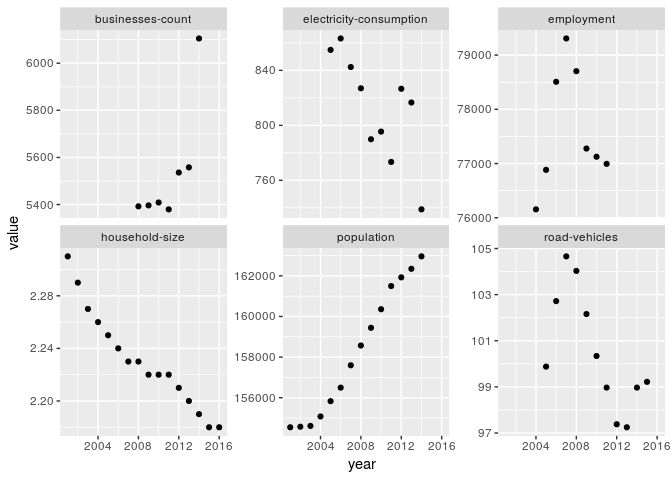 businesses-count
electricity-consumption
employment
6000
5800
5600
5400
840
800
760
79000
78000
77000
76000
value
household-size
population
road-vehicles
2.28
2.24
2.20
162000
160000
158000
156000
105
103
101
99
97
2004 2008 2012 2016
2004 2008 2012 2016
2004 2008 2012 2016
year